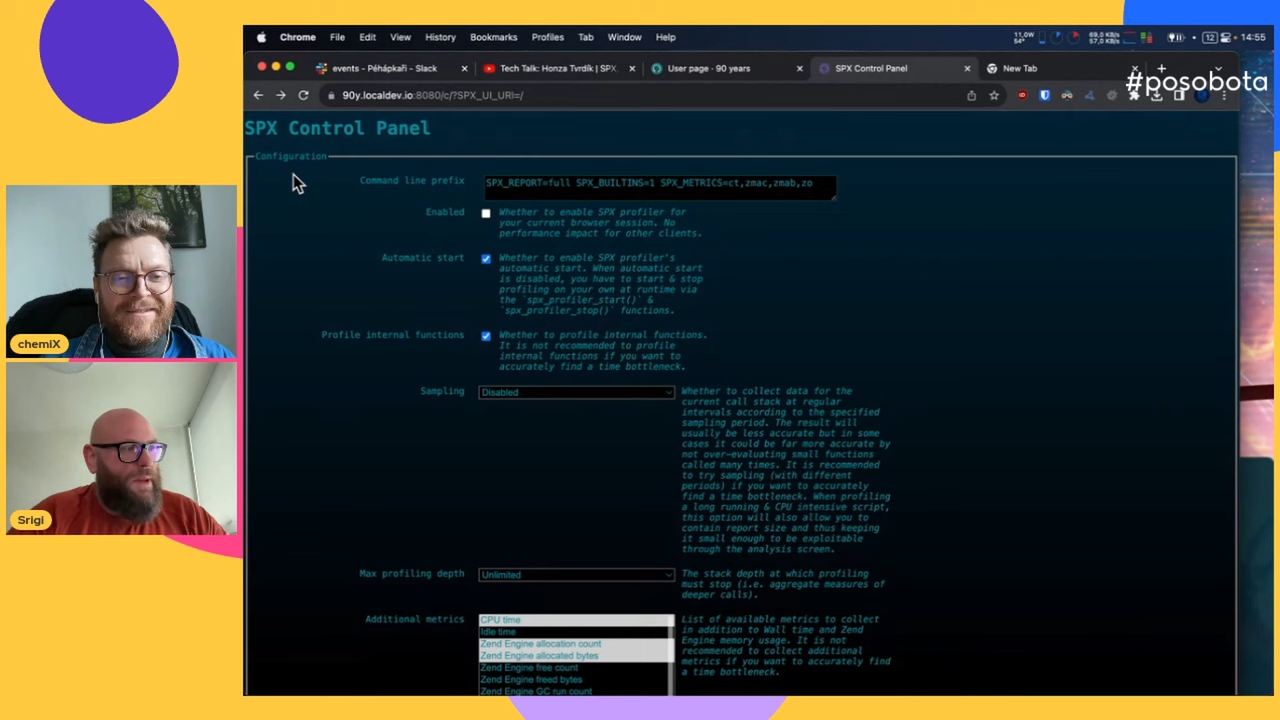 Chrome File Edit View History Bookmarks Profiles Tab Window Help
11,0W
54°
69,0 KB/s
57,0 KB/s
12
14:55
events - Péhápkaři - Slack
Tech Talk: Honza Tvrdík | SPX
User page · 90 years
SPX Control Panel
New Tab
#posobota
90y.localdev.io:8080/c/?SPX_UI_URI=/
SPX Control Panel
Configuration
Command line prefix
SPX_REPORT=full SPX_BUILTINS=1 SPX_METRICS=ct,zmac,zmab,zo
Enabled
Whether to enable SPX profiler for
your current browser session. No
performance impact for other clients.
Automatic start
Whether to enable SPX profiler's
automatic start. When automatic start
is disabled, you have to start & stop
profiling on your own at runtime via
the `spx_profiler_start()` &
`spx_profiler_stop()` functions.
Profile internal functions
Whether to profile internal functions.
It is not recommended to profile
internal functions if you want to
accurately find a time bottleneck.
Sampling
Disabled
Whether to collect data for the
current call stack at regular
intervals according to the specified
sampling period. The result will
usually be less accurate but in some
cases it could be far more accurate by
not over-evaluating small functions
called many times. It is recommended
to try sampling (with different
periods) if you want to accurately
find a time bottleneck. When profiling
a long running & CPU intensive script,
this option will also allow you to
contain report size and thus keeping
it small enough to be exploitable
through the analysis screen.
Max profiling depth
Unlimited
The stack depth at which profiling
must stop (i.e. aggregate measures of
deeper calls).
Additional metrics
CPU time
Idle time
Zend Engine allocation count
Zend Engine allocated bytes
Zend Engine free count
Zend Engine freed bytes
Zend Engine GC run count
List of available metrics to collect
in addition to Wall time and Zend
Engine memory usage. It is not
recommended to collect additional
metrics if you want to accurately find
a time bottleneck.
chemiX
Srigi